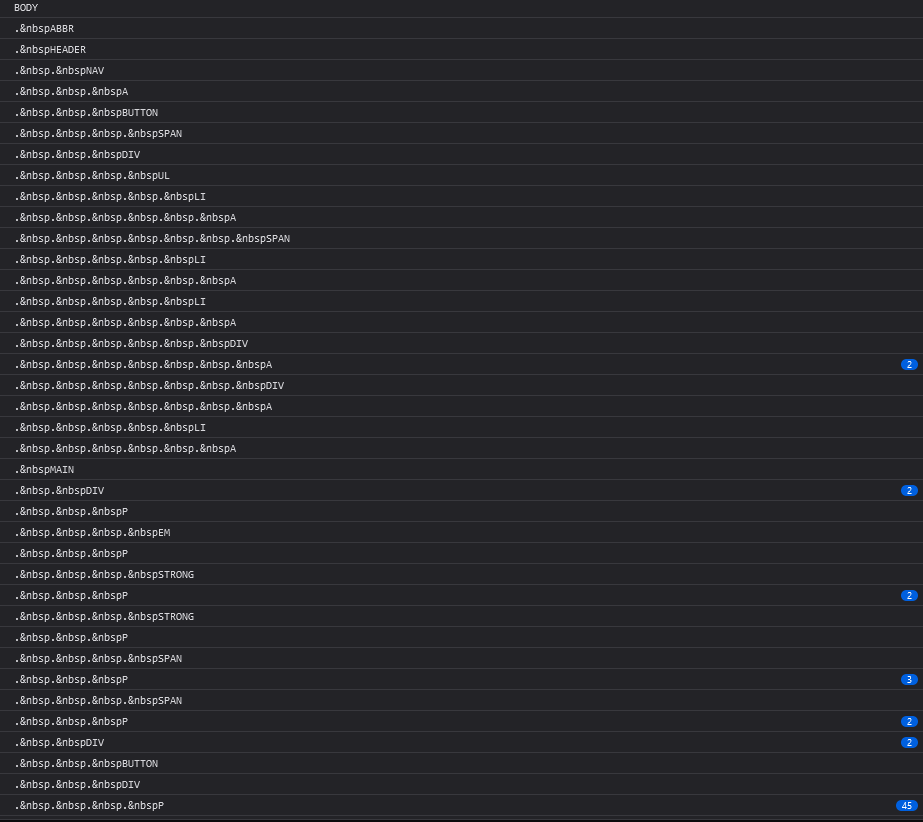 BODY
.&nbspABBR
.&nbspHEADER
.&nbsp.&nbspNAV
.&nbsp.&nbsp.&nbspA
.&nbsp.&nbsp.&nbspBUTTON
.&nbsp.&nbsp.&nbsp.&nbspSPAN
.&nbsp.&nbsp.&nbspDIV
.&nbsp.&nbsp.&nbsp.&nbspUL
.&nbsp.&nbsp.&nbsp.&nbsp.&nbspLI
.&nbsp.&nbsp.&nbsp.&nbsp.&nbsp.&nbspA
.&nbsp.&nbsp.&nbsp.&nbsp.&nbsp.&nbsp.&nbspSPAN
.&nbsp.&nbsp.&nbsp.&nbsp.&nbspLI
.&nbsp.&nbsp.&nbsp.&nbsp.&nbsp.&nbspA
.&nbsp.&nbsp.&nbsp.&nbsp.&nbspLI
.&nbsp.&nbsp.&nbsp.&nbsp.&nbsp.&nbspA
.&nbsp.&nbsp.&nbsp.&nbsp.&nbsp.&nbspDIV
.&nbsp.&nbsp.&nbsp.&nbsp.&nbsp.&nbsp.&nbspA 2
.&nbsp.&nbsp.&nbsp.&nbsp.&nbsp.&nbsp.&nbspDIV
.&nbsp.&nbsp.&nbsp.&nbsp.&nbsp.&nbsp.&nbspA
.&nbsp.&nbsp.&nbsp.&nbsp.&nbspLI
.&nbsp.&nbsp.&nbsp.&nbsp.&nbsp.&nbspA
.&nbspMAIN
.&nbsp.&nbspDIV 2
.&nbsp.&nbsp.&nbspP
.&nbsp.&nbsp.&nbsp.&nbspEM
.&nbsp.&nbsp.&nbspP
.&nbsp.&nbsp.&nbsp.&nbspSTRONG
.&nbsp.&nbsp.&nbspP 2
.&nbsp.&nbsp.&nbsp.&nbspSTRONG
.&nbsp.&nbsp.&nbspP
.&nbsp.&nbsp.&nbsp.&nbspSPAN
.&nbsp.&nbsp.&nbspP 3
.&nbsp.&nbsp.&nbsp.&nbspSPAN
.&nbsp.&nbsp.&nbspP 2
.&nbsp.&nbspDIV 2
.&nbsp.&nbsp.&nbspBUTTON
.&nbsp.&nbsp.&nbspDIV
.&nbsp.&nbsp.&nbsp.&nbspP 45